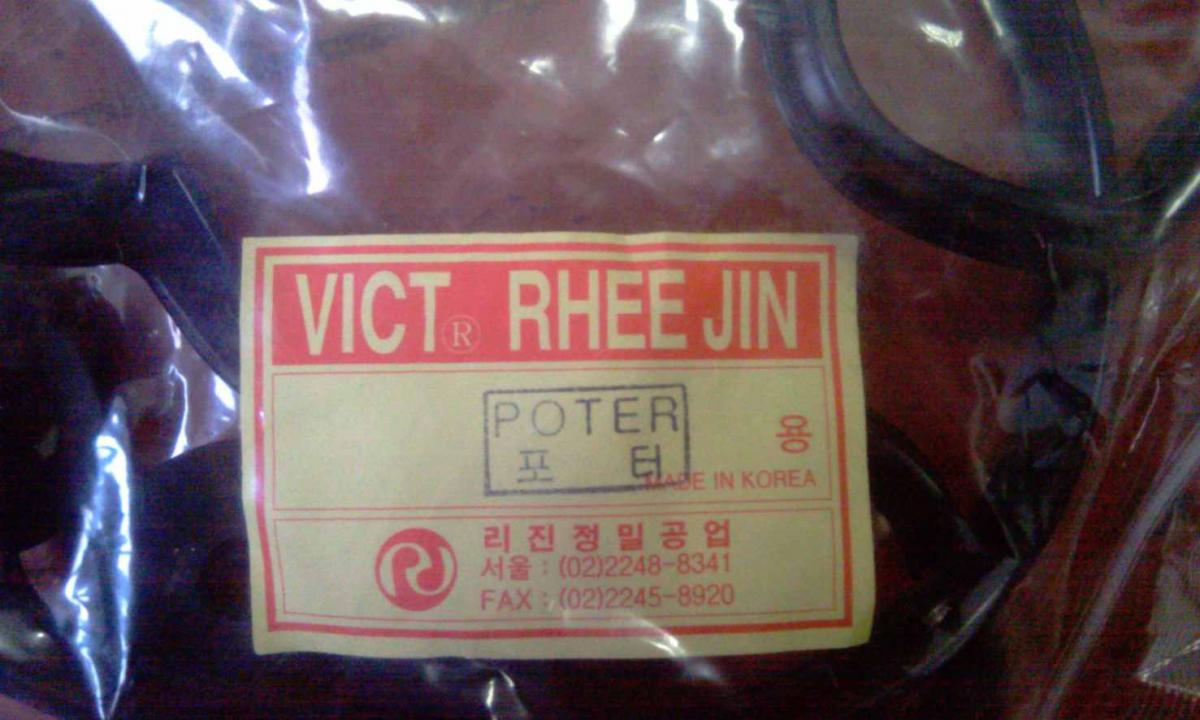 VICT® RHEE JIN
POTER
포 터
용
MADE IN KOREA
리진정밀공업
서울 : (02)2248-8341
FAX : (02)2245-8920